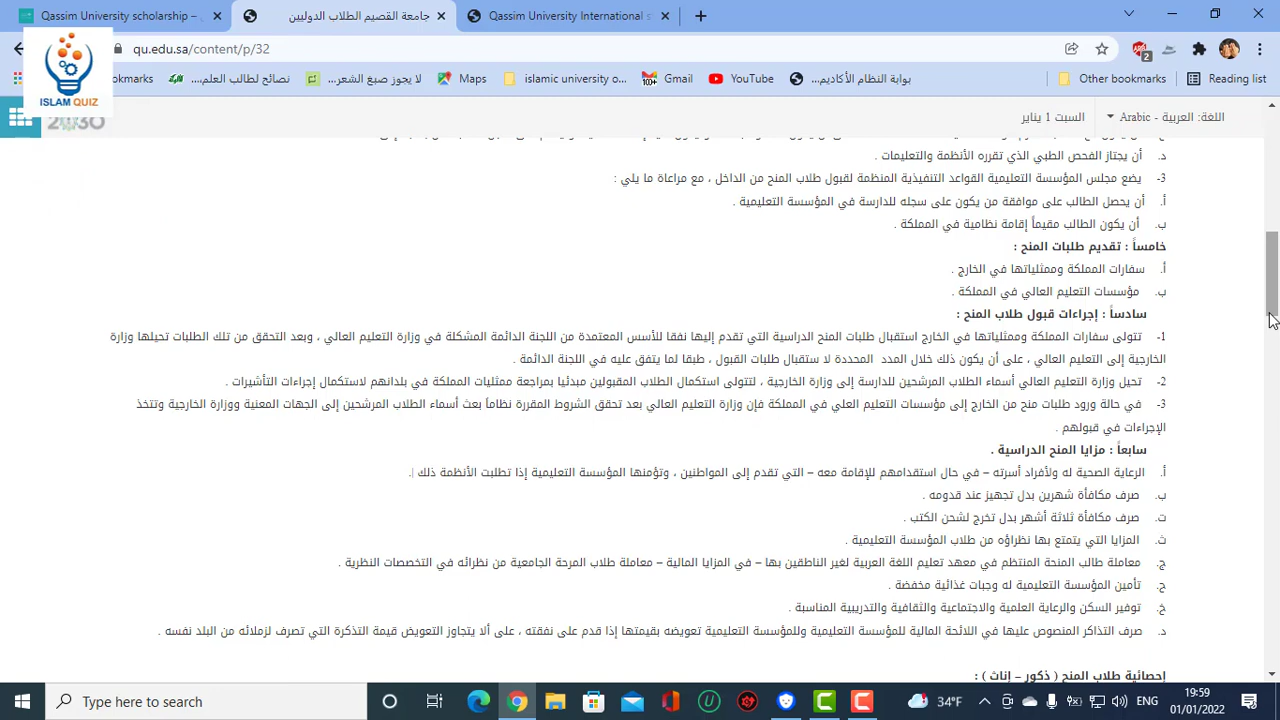 Qassim University scholarship –
جامعة القصيم الطلاب الدوليين
Qassim University International s
qu.edu.sa/content/p/32
2
ISLAM QUIZ
okmarks
نصائح لطالب العلم...
لا يجوز صبغ الشعر...
Maps
islamic university o...
100+
Gmail
YouTube
بوابة النظام الأكاديم...
Other bookmarks
Reading list
2030
السبت 1 يناير
اللغة: العربية - Arabic
د. أن يجتاز الفحص الطبي الذي تقرره الأنظمة والتعليمات .
3- يضع مجلس المؤسسة التعليمية القواعد التنفيذية المنظمة لقبول طلاب المنح من الداخل ، مع مراعاة ما يلي :
أ. أن يحصل الطالب على موافقة من يكون على سجله للدارسة في المؤسسة التعليمية .
ب. أن يكون الطالب مقيماً إقامة نظامية في المملكة .
خامساً : تقديم طلبات المنح :
أ. سفارات المملكة وممثلياتها في الخارج .
ب. مؤسسات التعليم العالي في المملكة .
سادساً : إجراءات قبول طلاب المنح :
1- تتولى سفارات المملكة وممثلياتها في الخارج استقبال طلبات المنح الدراسية التي تقدم إليها نفقا للأسس المعتمدة من اللجنة الدائمة المشكلة في وزارة التعليم العالي ، وبعد التحقق من تلك الطلبات تحيلها وزارة
الخارجية إلى التعليم العالي ، على أن يكون ذلك خلال المدد المحددة لا ستقبال طلبات القبول ، طبقا لما يتفق عليه في اللجنة الدائمة .
2- تحيل وزارة التعليم العالي أسماء الطلاب المرشحين للدارسة إلى وزارة الخارجية ، لتتولى استكمال الطلاب المقبولين مبدئيا بمراجعة ممثليات المملكة في بلدانهم لاستكمال إجراءات التأشيرات .
3- في حالة ورود طلبات منح من الخارج إلى مؤسسات التعليم العلي في المملكة فإن وزارة التعليم العالي بعد تحقق الشروط المقررة نظاماً بعث أسماء الطلاب المرشحين إلى الجهات المعنية ووزارة الخارجية وتتخذ
الإجراءات في قبولهم .
سابعاً : مزايا المنح الدراسية .
أ. الرعاية الصحية له ولأفراد أسرته – في حال استقدامهم للإقامة معه – التي تقدم إلى المواطنين ، وتؤمنها المؤسسة التعليمية إذا تطلبت الأنظمة ذلك .
ب. صرف مكافأة شهرين بدل تجهيز عند قدومه .
ت. صرف مكافأة ثلاثة أشهر بدل تخرج لشحن الكتب .
ث. المزايا التي يتمتع بها نظراؤه من طلاب المؤسسة التعليمية .
ج. معاملة طالب المنحة المنتظم في معهد تعليم اللغة العربية لغير الناطقين بها – في المزايا المالية – معاملة طلاب المرحة الجامعية من نظرائه في التخصصات النظرية .
ح. تأمين المؤسسة التعليمية له وجبات غذائية مخفضة .
خ. توفير السكن والرعاية العلمية والاجتماعية والثقافية والتدريبية المناسبة .
د. صرف التذاكر المنصوص عليها في اللائحة المالية للمؤسسة التعليمية وللمؤسسة التعليمية تعويضه بقيمتها إذا قدم على نفقته ، على ألا يتجاوز التعويض قيمة التذكرة التي تصرف لزملائه من البلد نفسه .
إحصائية طلاب المنح ( ذكور – إناث ) :
Type here to search
34°F
ENG
19:59
01/01/2022